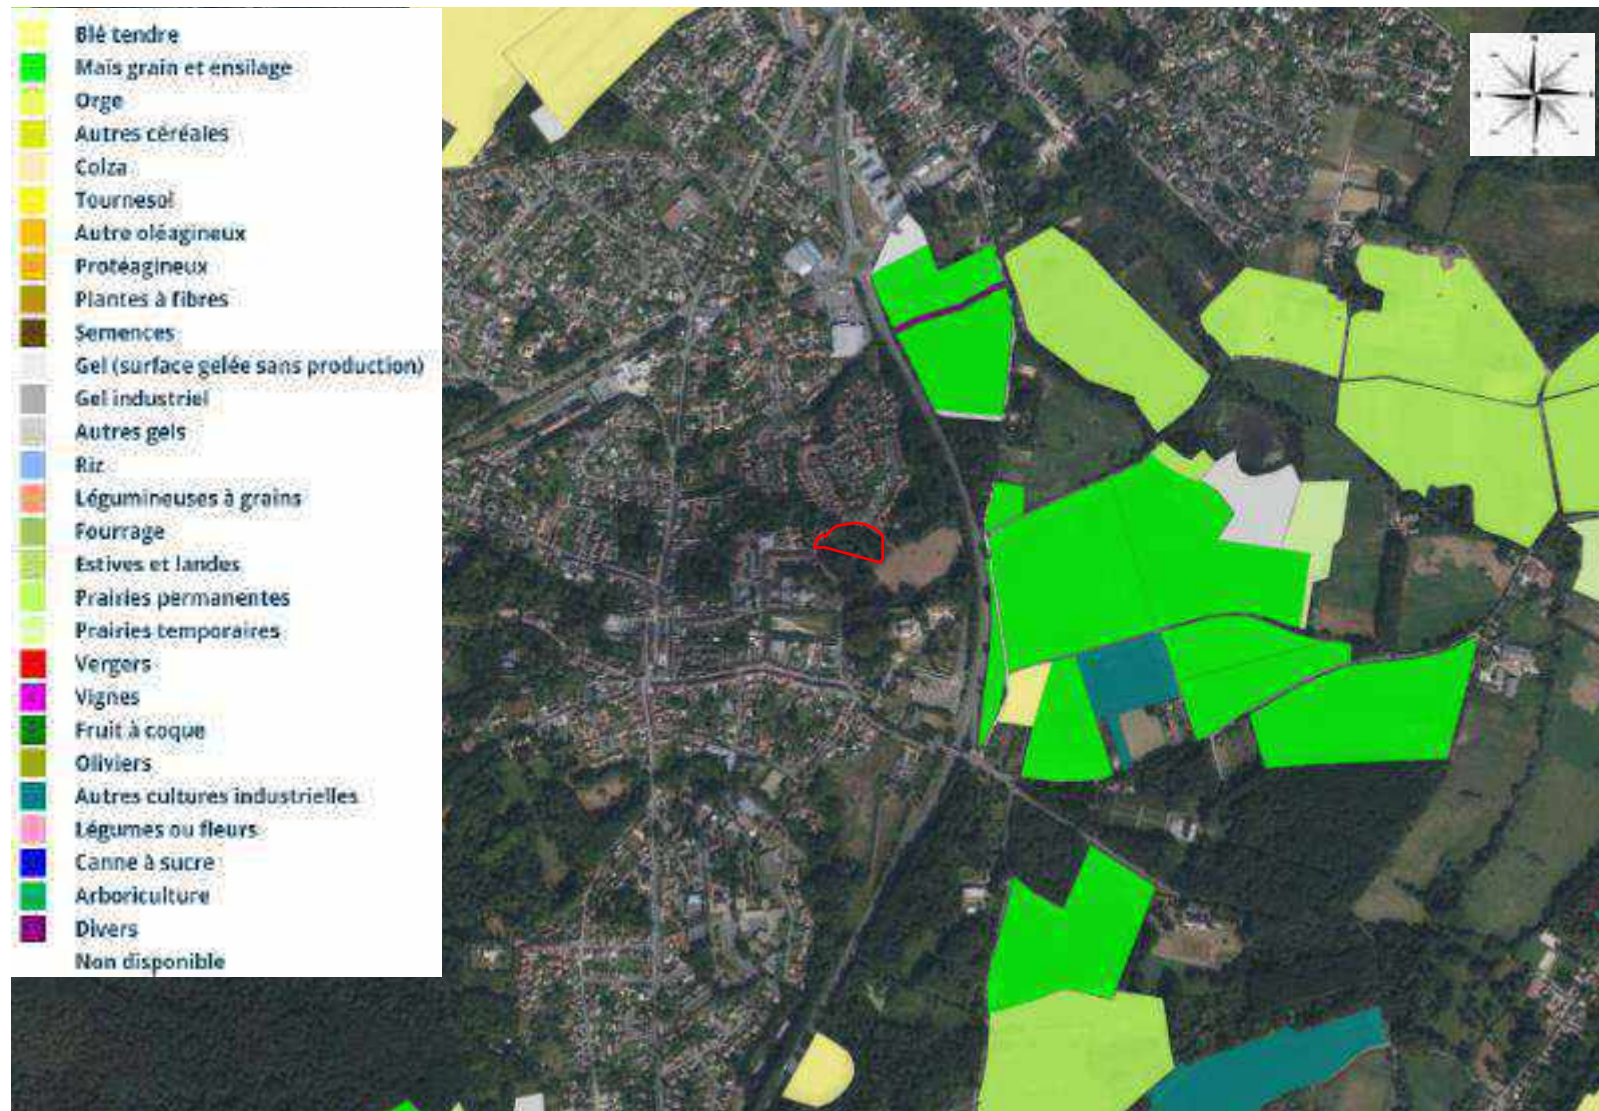 Blé tendre
Maïs grain et ensilage
Orge
Autres céréales
Colza
Tournesol
Autre oléagineux
Protéagineux
Plantes à fibres
Semences
Gel (surface gelée sans production)
Gel industriel
Autres gels
Riz
Légumineuses à grains
Fourrage
Estives et landes
Prairies permanentes
Prairies temporaires
Vergers
Vignes
Fruit à coque
Oliviers
Autres cultures industrielles
Légumes ou fleurs
Canne à sucre
Arboriculture
Divers
Non disponible